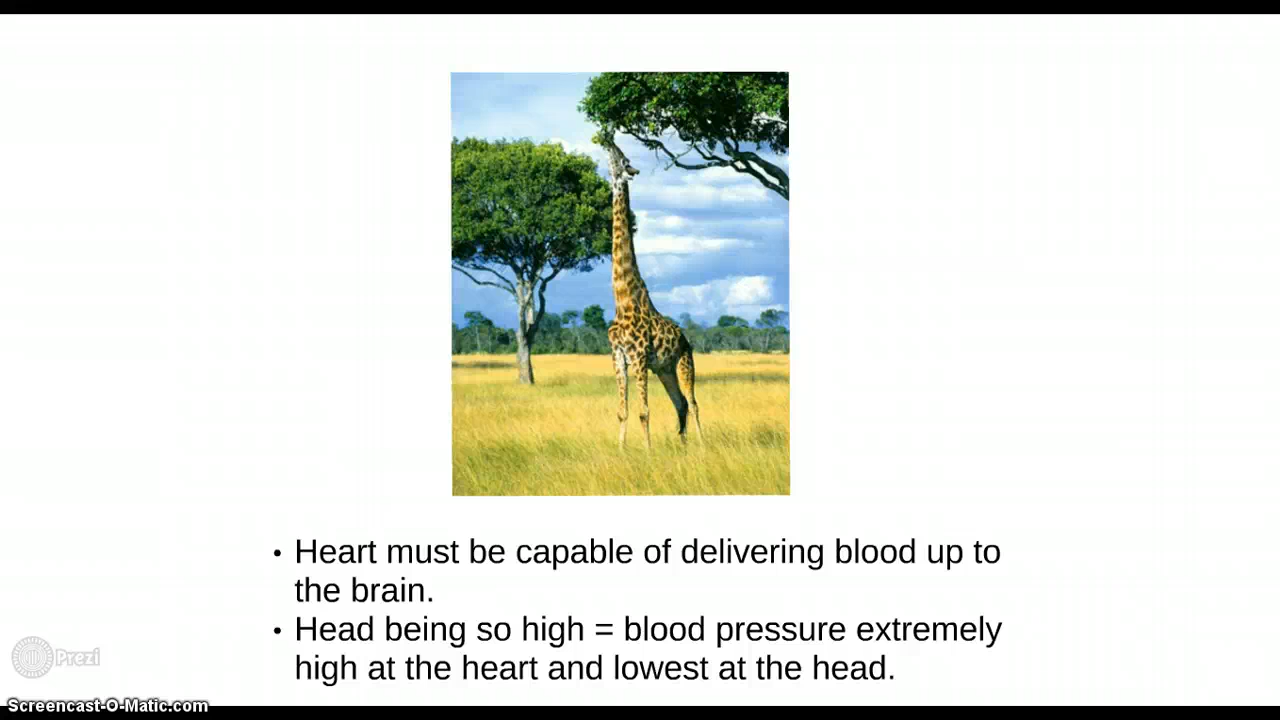 • Heart must be capable of delivering blood up to
the brain.
• Head being so high = blood pressure extremely
high at the heart and lowest at the head.
Prezi
Screencast-O-Matic.com